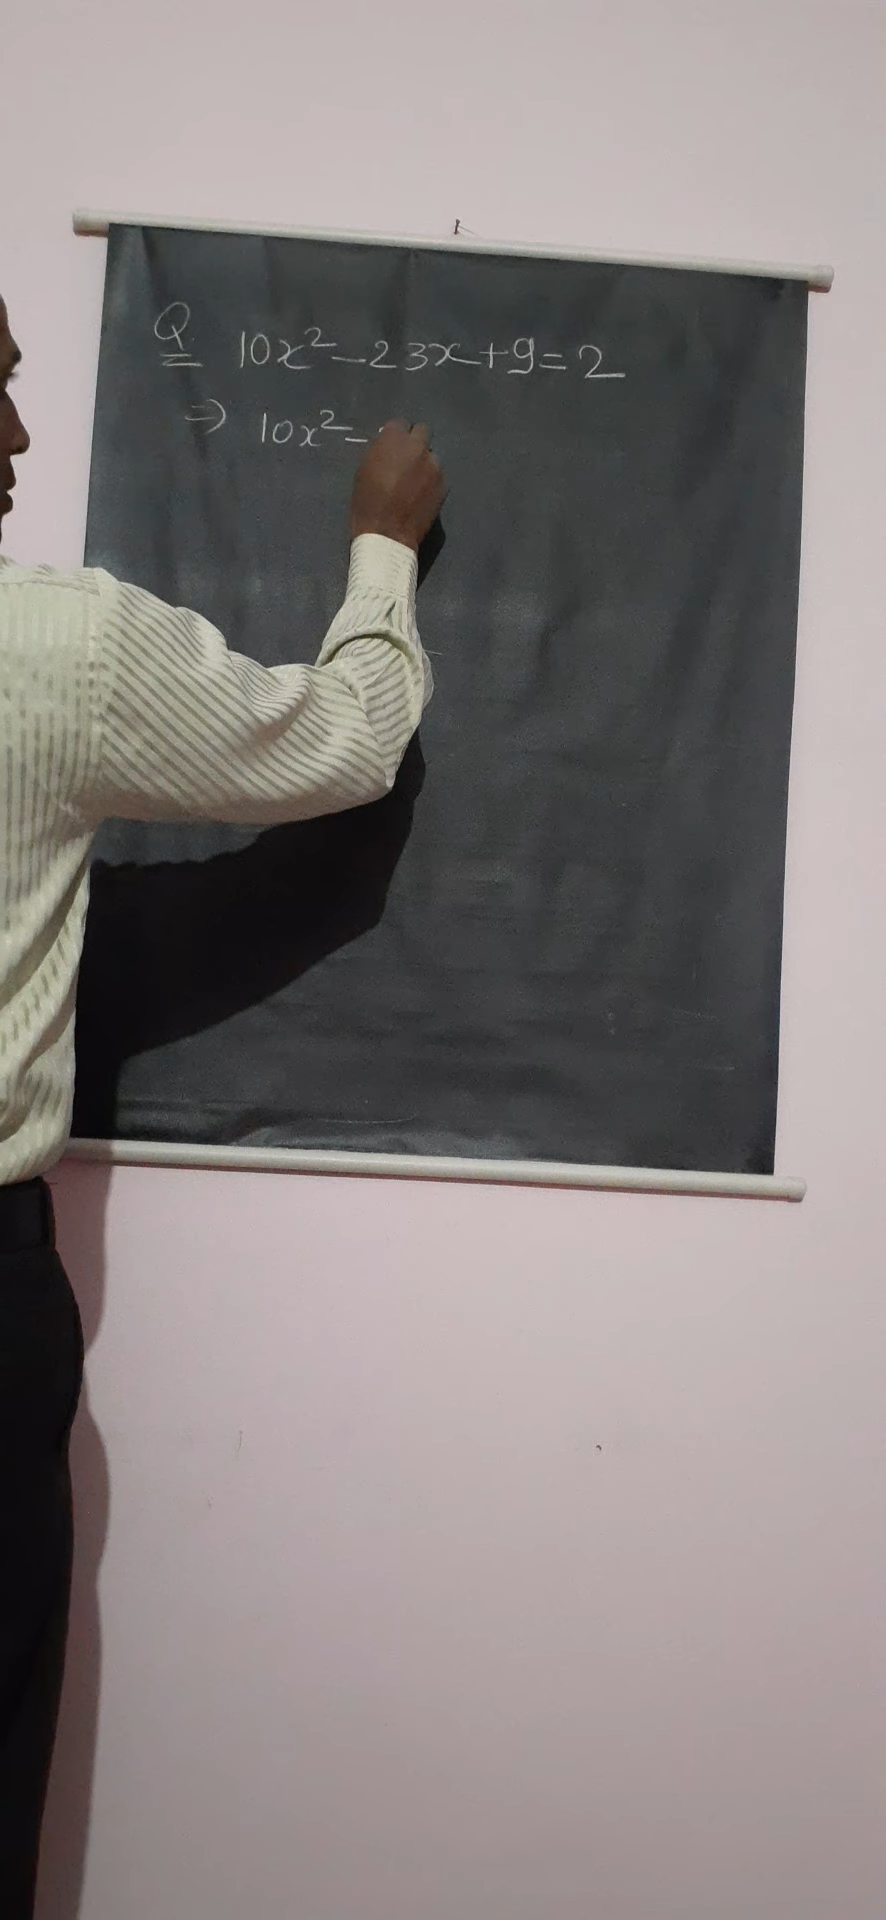 Q 10x² - 23x + 9 = 2
⇒ 10x² -